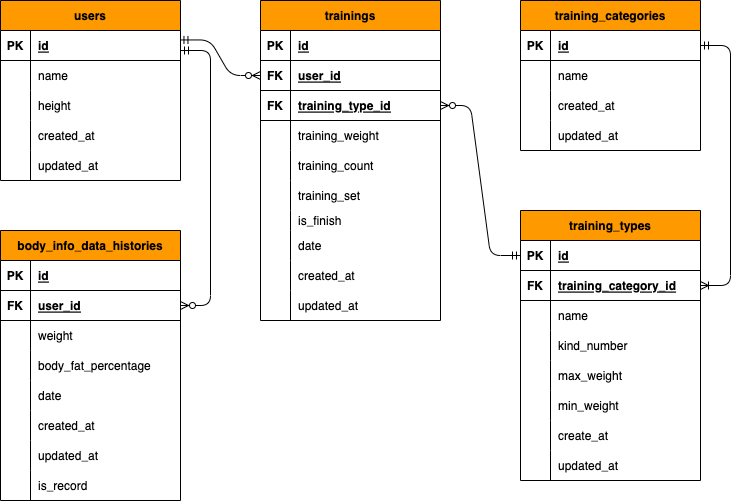 users
PK id
name
height
created_at
updated_at
trainings
PK id
FK user_id
FK training_type_id
training_weight
training_count
training_set
is_finish
date
created_at
updated_at
training_categories
PK id
name
created_at
updated_at
body_info_data_histories
PK id
FK user_id
weight
body_fat_percentage
date
created_at
updated_at
is_record
training_types
PK id
FK training_category_id
name
kind_number
max_weight
min_weight
create_at
updated_at